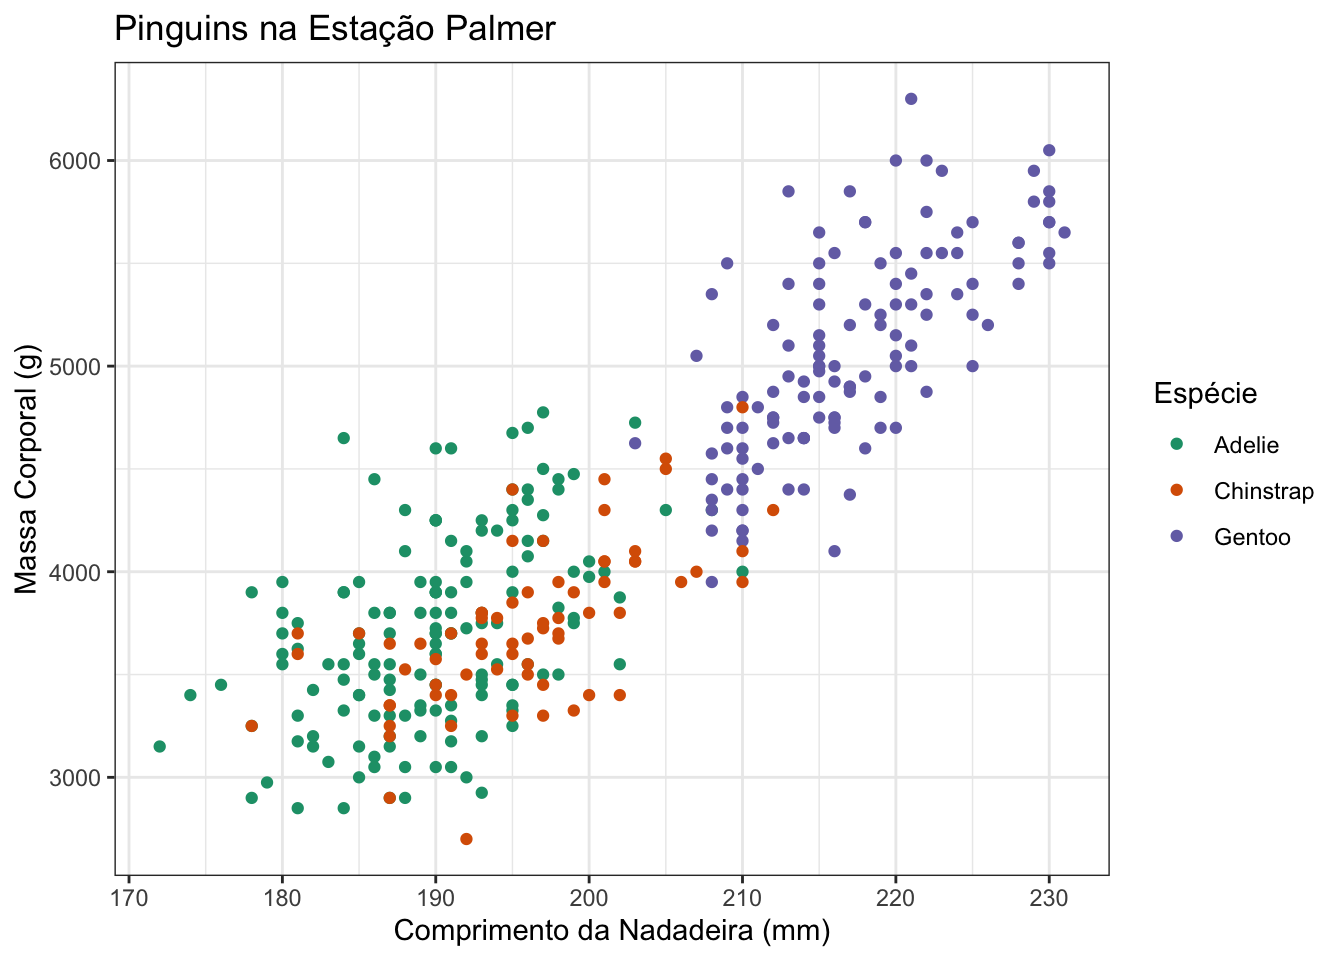 Pinguins na Estação Palmer
Massa Corporal (g)
6000
5000
4000
3000
170 180 190 200 210 220 230
Comprimento da Nadadeira (mm)
Espécie
Adelie
Chinstrap
Gentoo